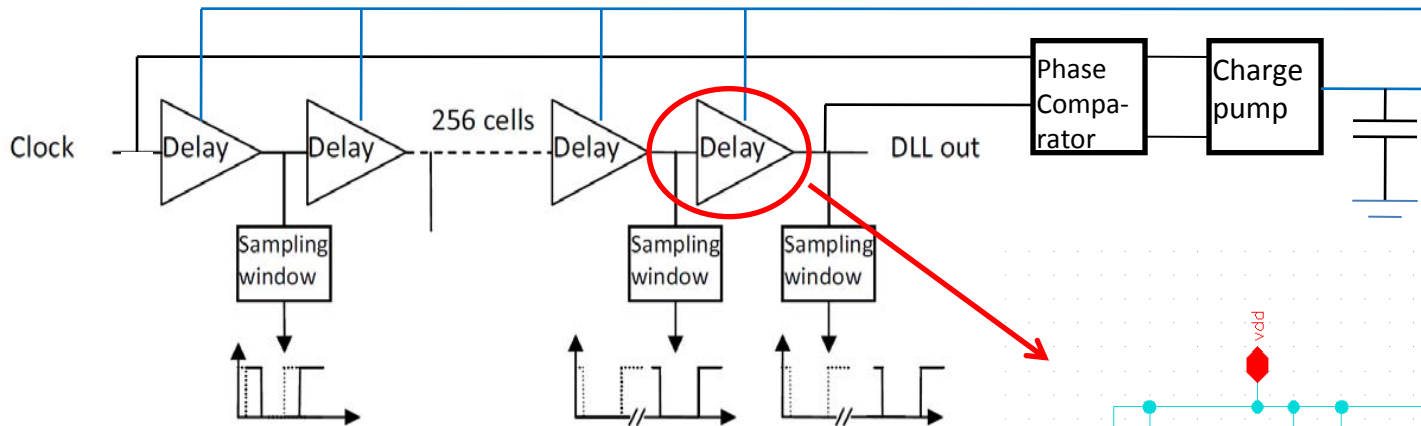 Clock
Delay
Delay
256 cells
Delay
Delay
DLL out
Phase
Compa-
rator
Charge
pump
Sampling
window
Sampling
window
Sampling
window
vdd